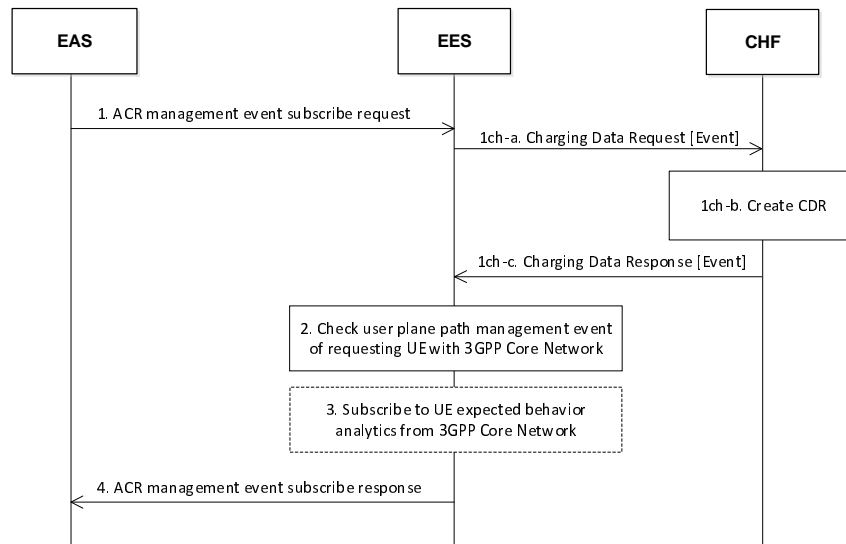 EAS
EES
CHF
1. ACR management event subscribe request
1ch-a. Charging Data Request [Event]
1ch-b. Create CDR
1ch-c. Charging Data Response [Event]
2. Check user plane path management event
of requesting UE with 3GPP Core Network
3. Subscribe to UE expected behavior
analytics from 3GPP Core Network
4. ACR management event subscribe response